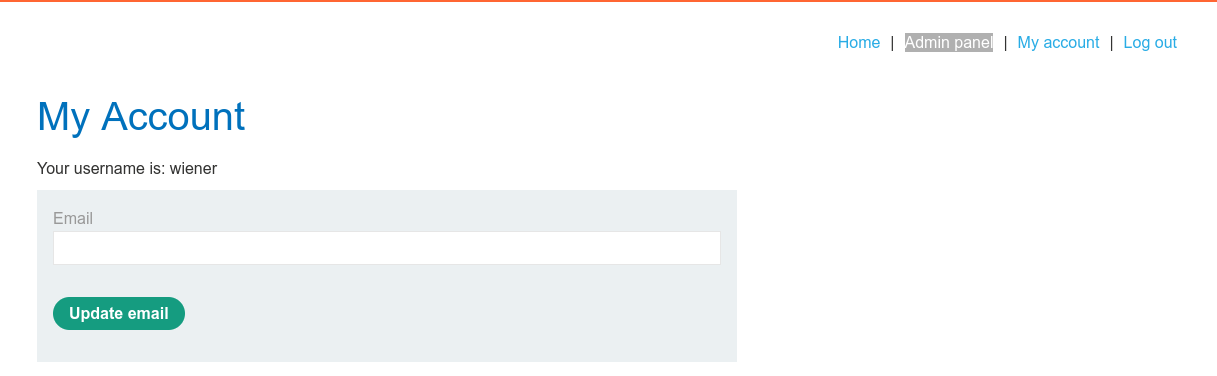 Home | Admin panel | My account | Log out
My Account
Your username is: wiener
Email
Update email